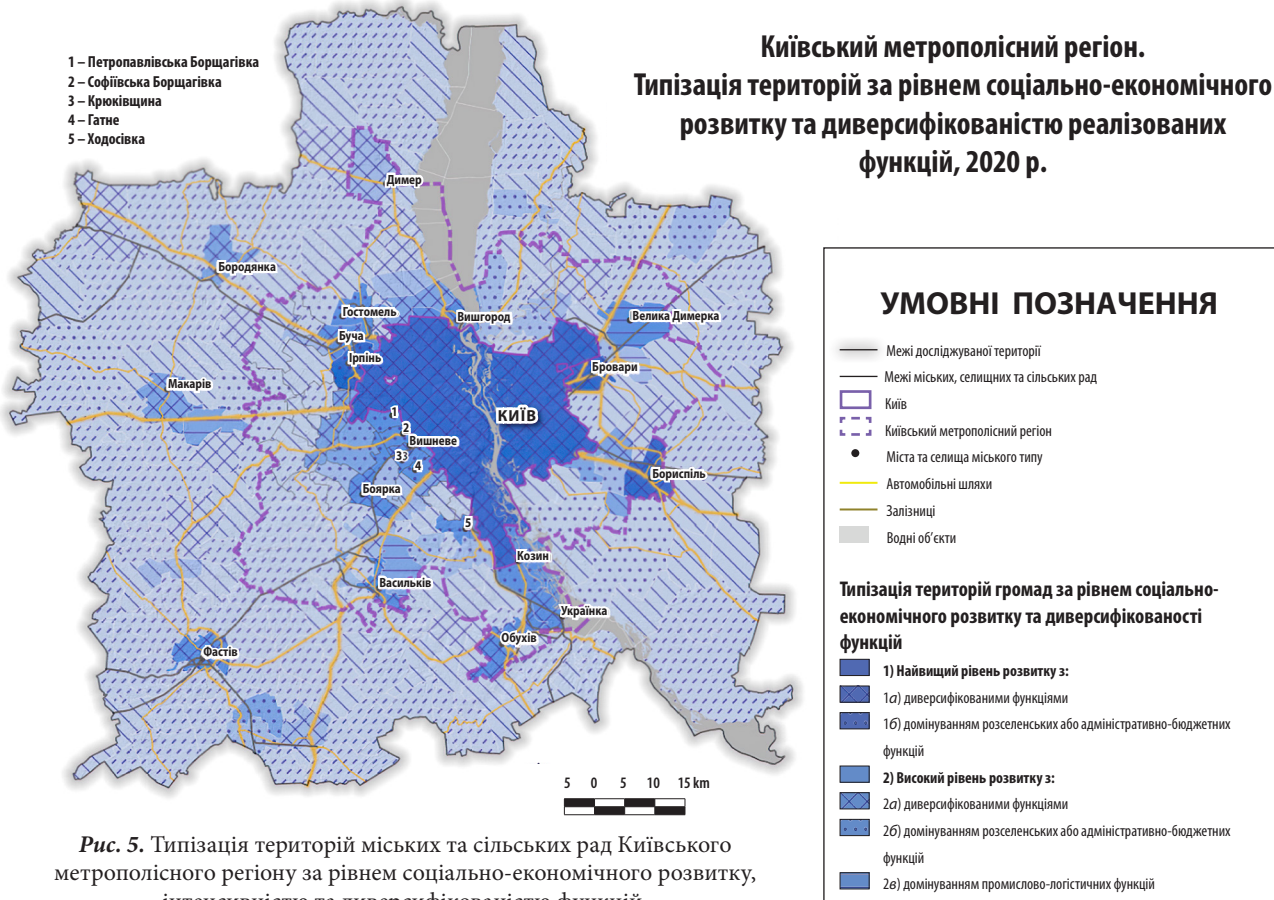 1 – Петропавлівська Борщагівка
2 – Софіївська Борщагівка
3 – Крюківщина
4 – Гатне
5 – Ходосівка
Київський метрополісний регіон.
Типізація територій за рівнем соціально-економічного
розвитку та диверсифікованістю реалізованих
функцій, 2020 р.
Димер
Бородянка
Гостомель
Вишгород
Велика Димерка
Буча
Ірпінь
Бровари
Макарів
1
КИЇВ
2
Вишневе
33
4
Бориспіль
Боярка
5
Козин
Васильків
Українка
Обухів
Фастів
5 0 5 10 15 km
УМОВНІ ПОЗНАЧЕННЯ
Межі досліджуваної території
Межі міських, селищних та сільських рад
Київ
Київський метрополісний регіон
Міста та селища міського типу
Автомобільні шляхи
Залізниці
Водні об'єкти
Типізація територій громад за рівнем соціально-
економічного розвитку та диверсифікованості
функцій
1) Найвищий рівень розвитку з:
1а) диверсифікованими функціями
1б) домінуванням розселенських або адміністративно-бюджетних
функцій
2) Високий рівень розвитку з:
2а) диверсифікованими функціями
2б) домінуванням розселенських або адміністративно-бюджетних
функцій
2в) домінуванням промислово-логістичних функцій
Рис. 5. Типізація територій міських та сільських рад Київського
метрополісного регіону за рівнем соціально-економічного розвитку,
інтенсивністю та диверсифікованістю функцій